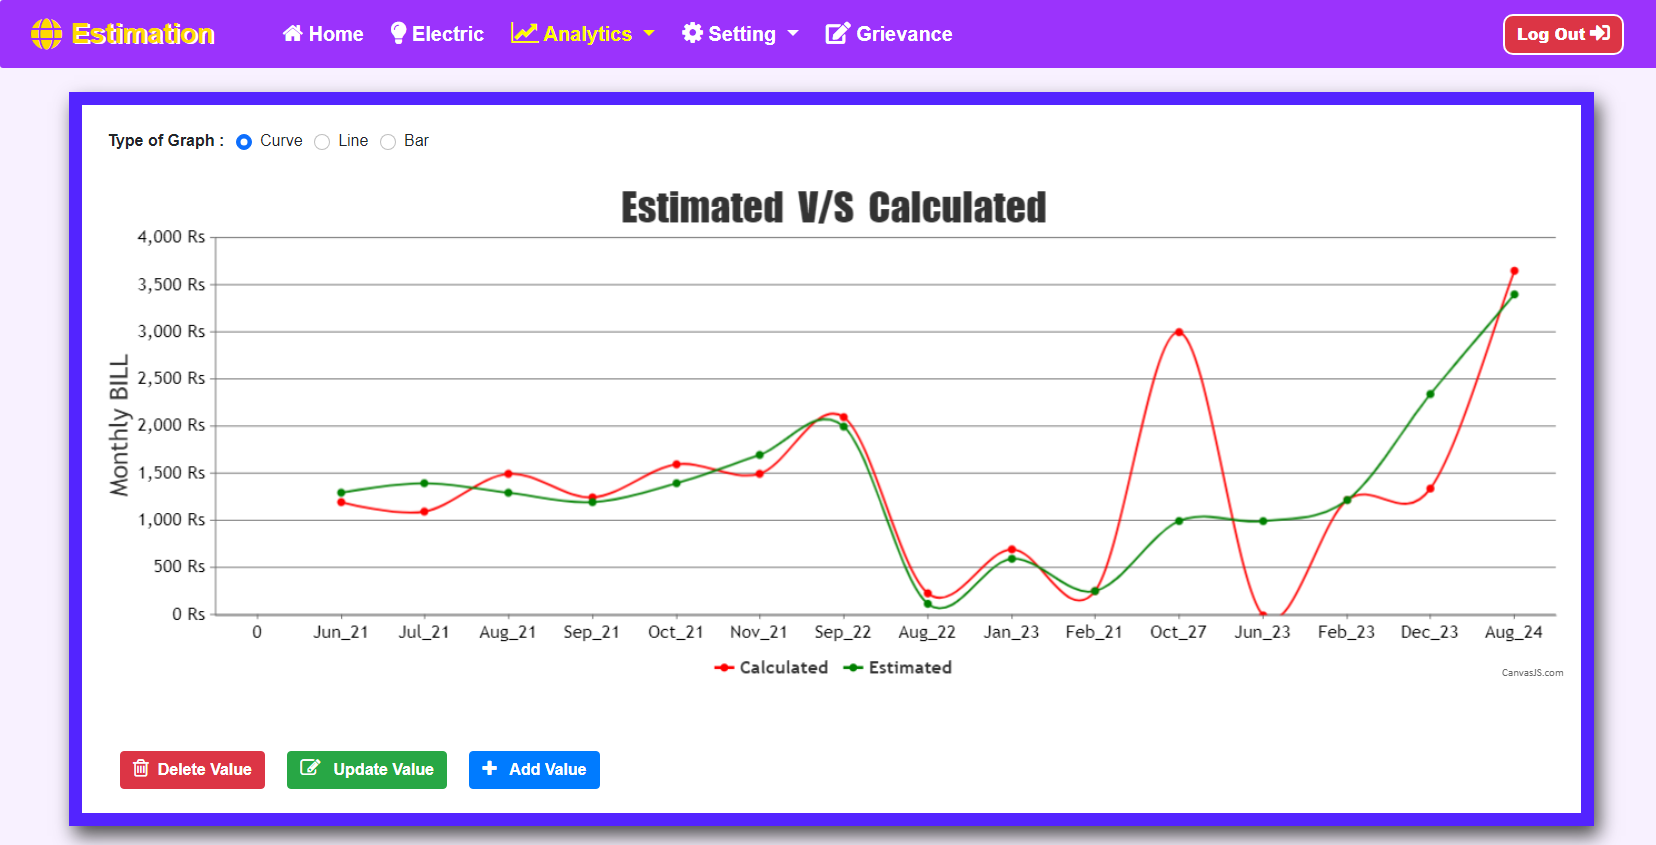 Estimation Home Electric Analytics Setting Grievance Log Out
Type of Graph : Curve Line Bar
Estimated V/S Calculated
4,000 Rs
3,500 Rs
3,000 Rs
2,500 Rs
2,000 Rs
1,500 Rs
1,000 Rs
500 Rs
0 Rs
Monthly BILL
0 Jun_21 Jul_21 Aug_21 Sep_21 Oct_21 Nov_21 Sep_22 Aug_22 Jan_23 Feb_21 Oct_27 Jun_23 Feb_23 Dec_23 Aug_24
Calculated Estimated
CanvasJS.com
Delete Value Update Value Add Value